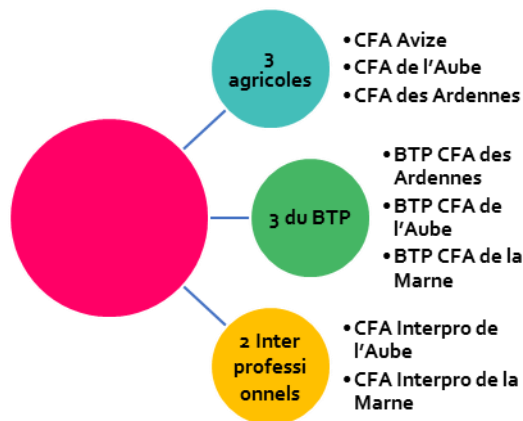 3
agricoles
• CFA Avize
• CFA de l'Aube
• CFA des Ardennes
3 du BTP
• BTP CFA des
Ardennes
• BTP CFA de
l'Aube
• BTP CFA de la
Marne
2 Inter
professi
onnels
• CFA Interpro de
l'Aube
• CFA Interpro de la
Marne